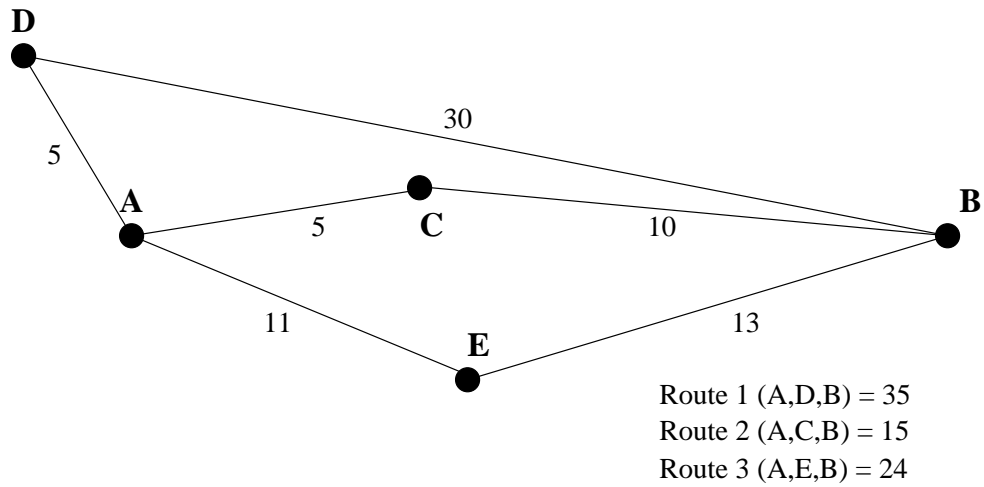 D
30
5
A
B
5
C
10
11
13
E
Route 1 (A,D,B) = 35
Route 2 (A,C,B) = 15
Route 3 (A,E,B) = 24